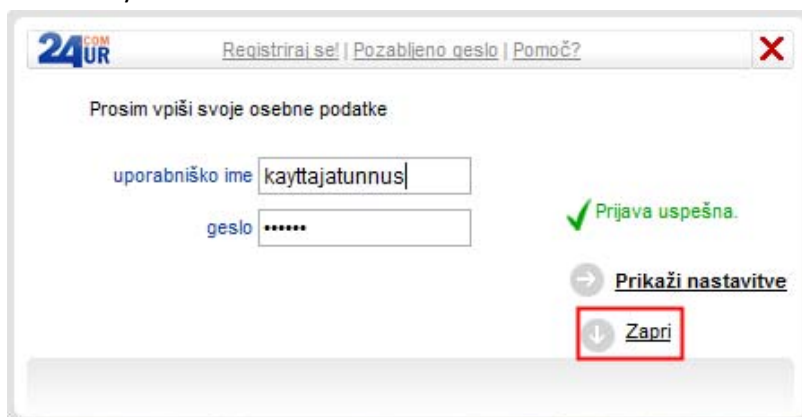 24UR COM Registriraj se! | Pozabljeno geslo | Pomoč? X
Prosim vpiši svoje osebne podatke
uporabniško ime kayttajatunnus
geslo ••••••
Prijava uspešna.
Prikaži nastavitve
Zapri